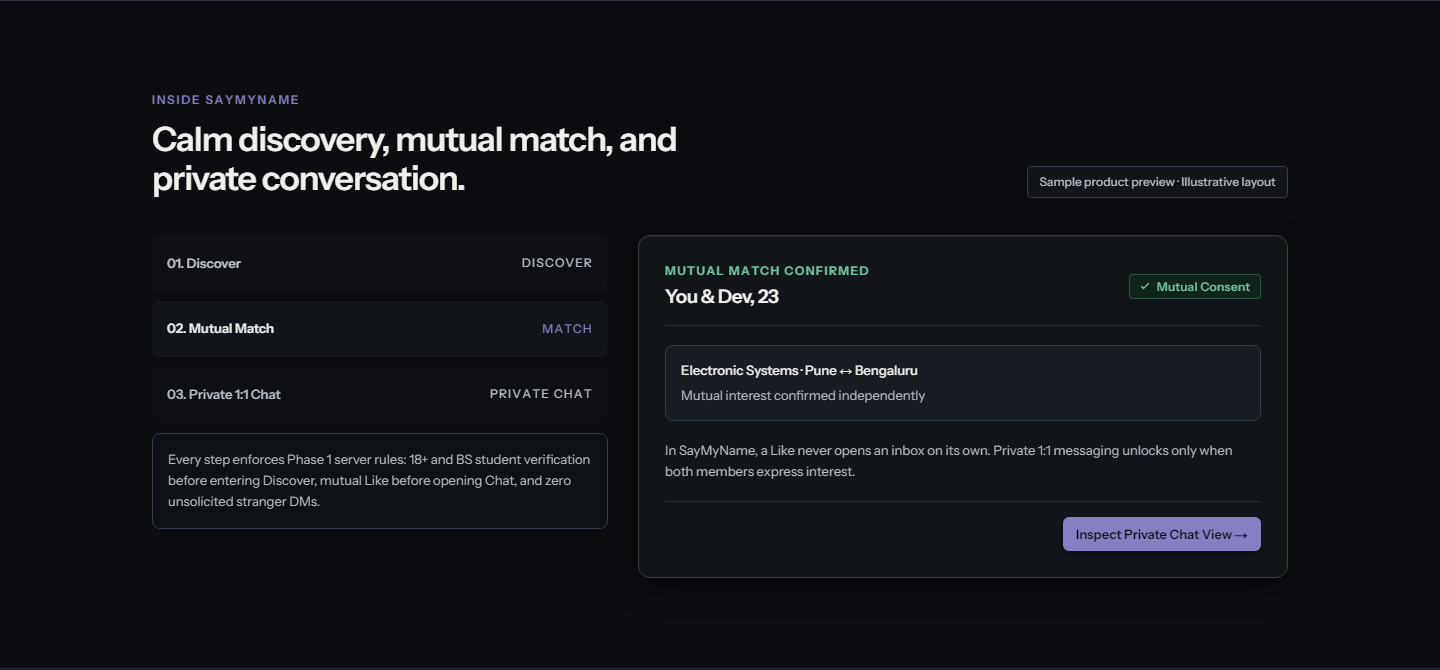 INSIDE SAYMYNAME
Calm discovery, mutual match, and
private conversation.
Sample product preview · Illustrative layout
01. Discover
DISCOVER
02. Mutual Match
MATCH
03. Private 1:1 Chat
PRIVATE CHAT
Every step enforces Phase 1 server rules: 18+ and BS student verification
before entering Discover, mutual Like before opening Chat, and zero
unsolicited stranger DMs.
MUTUAL MATCH CONFIRMED
You & Dev, 23
✓ Mutual Consent
Electronic Systems · Pune ↔ Bengaluru
Mutual interest confirmed independently
In SayMyName, a Like never opens an inbox on its own. Private 1:1 messaging unlocks only when
both members express interest.
Inspect Private Chat View →